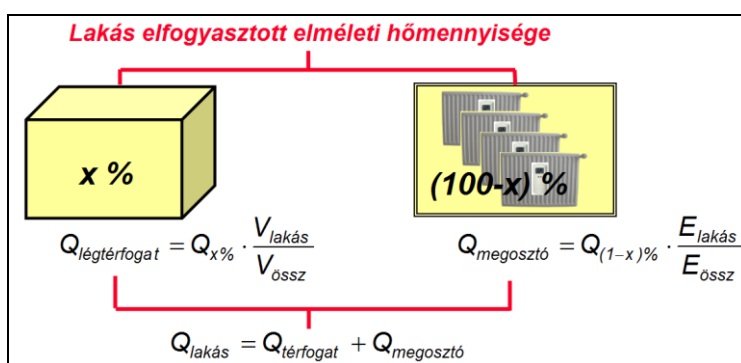 Lakás elfogyasztott elméleti hőmennyisége
x %
(100-x) %
Q_légtérfogat = Q_x% · V_lakás / V_össz
Q_megosztó = Q_(1-x)% · E_lakás / E_össz
Q_lakás = Q_térfogat + Q_megosztó